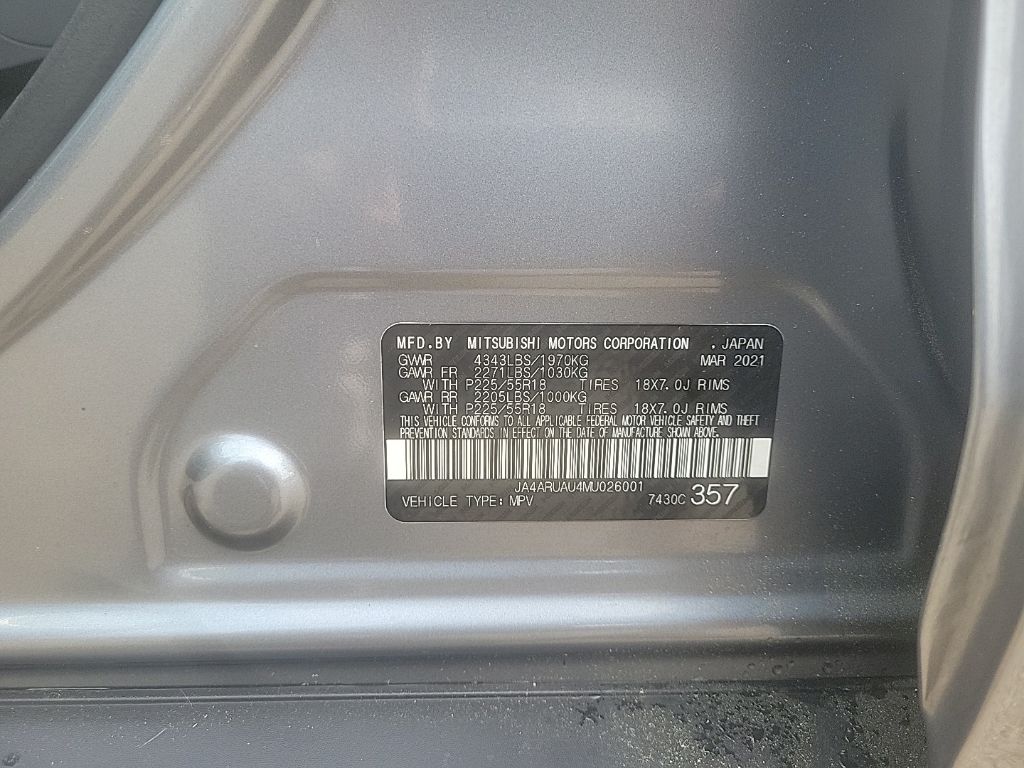 MFD.BY MITSUBISHI MOTORS CORPORATION .JAPAN
GVWR 4343LBS/1970KG MAR 2021
GAWR FR 2271LBS/1030KG
WITH P225/55R18 TIRES 18X7.0J RIMS
GAWR RR 2205LBS/1000KG
WITH P225/55R18 TIRES 18X7.0J RIMS
THIS VEHICLE CONFORMS TO ALL APPLICABLE FEDERAL MOTOR VEHICLE SAFETY AND THEFT
PREVENTION STANDARDS IN EFFECT ON THE DATE OF MANUFACTURE SHOWN ABOVE.
JA4ARUAU4MU026001
VEHICLE TYPE: MPV 7430C 357